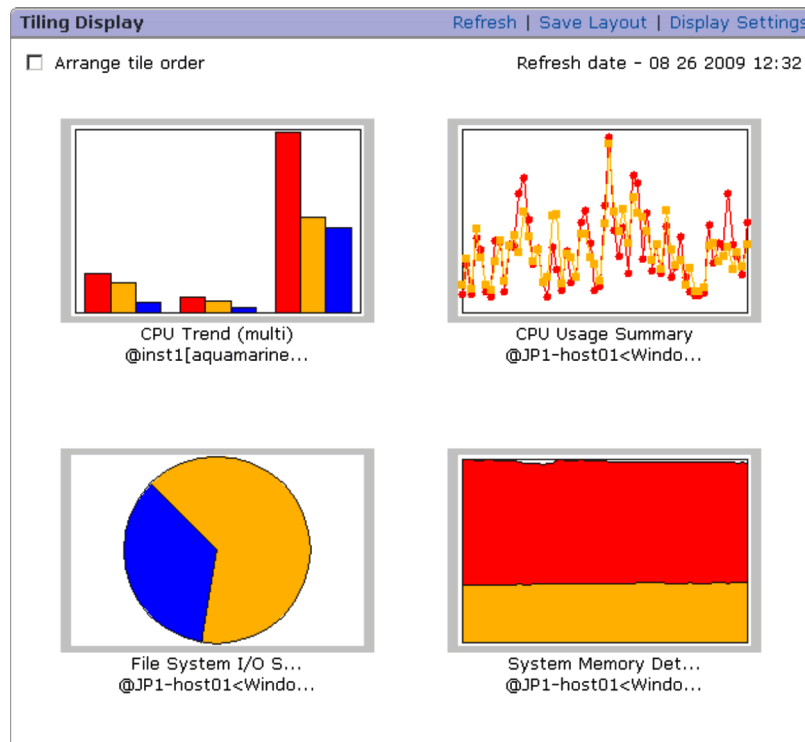 Tiling Display
Refresh | Save Layout | Display Settings
Arrange tile order
Refresh date - 08 26 2009 12:32
CPU Trend (multi)
@inst1[aquamarine...
CPU Usage Summary
@JP1-host01<Windo...
File System I/O S...
@JP1-host01<Windo...
System Memory Det...
@JP1-host01<Windo...